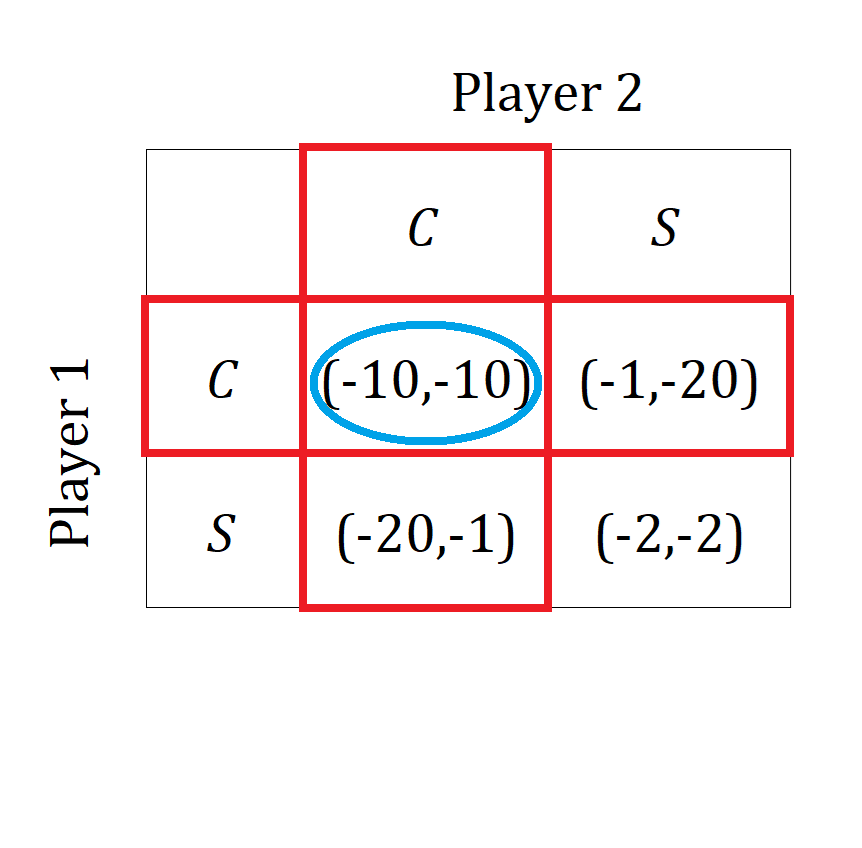 Player 2
C S
Player 1
C (-10,-10) (-1,-20)
S (-20,-1) (-2,-2)